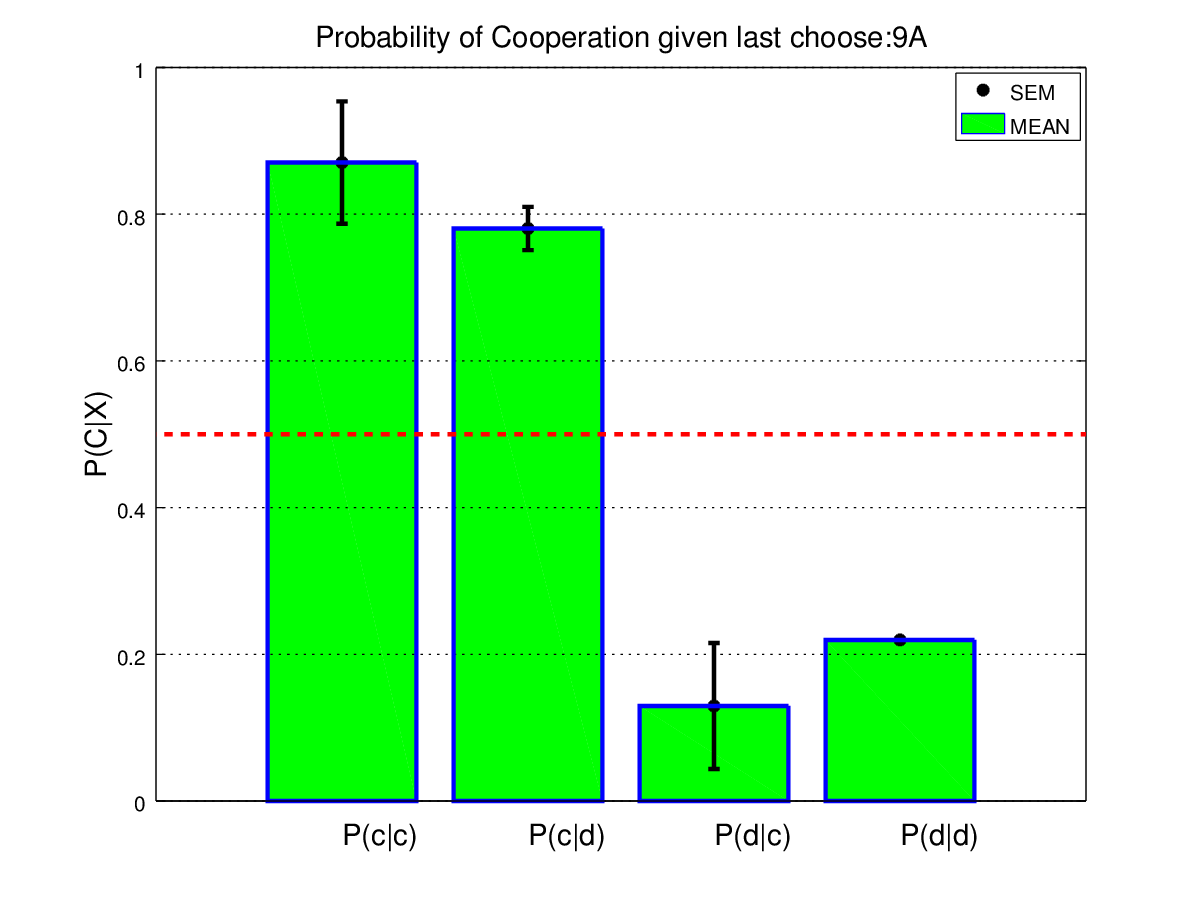 Probability of Cooperation given last choose:9A
SEM
MEAN
P(C|X)
1
0.8
0.6
0.4
0.2
0
P(c|c) P(c|d) P(d|c) P(d|d)